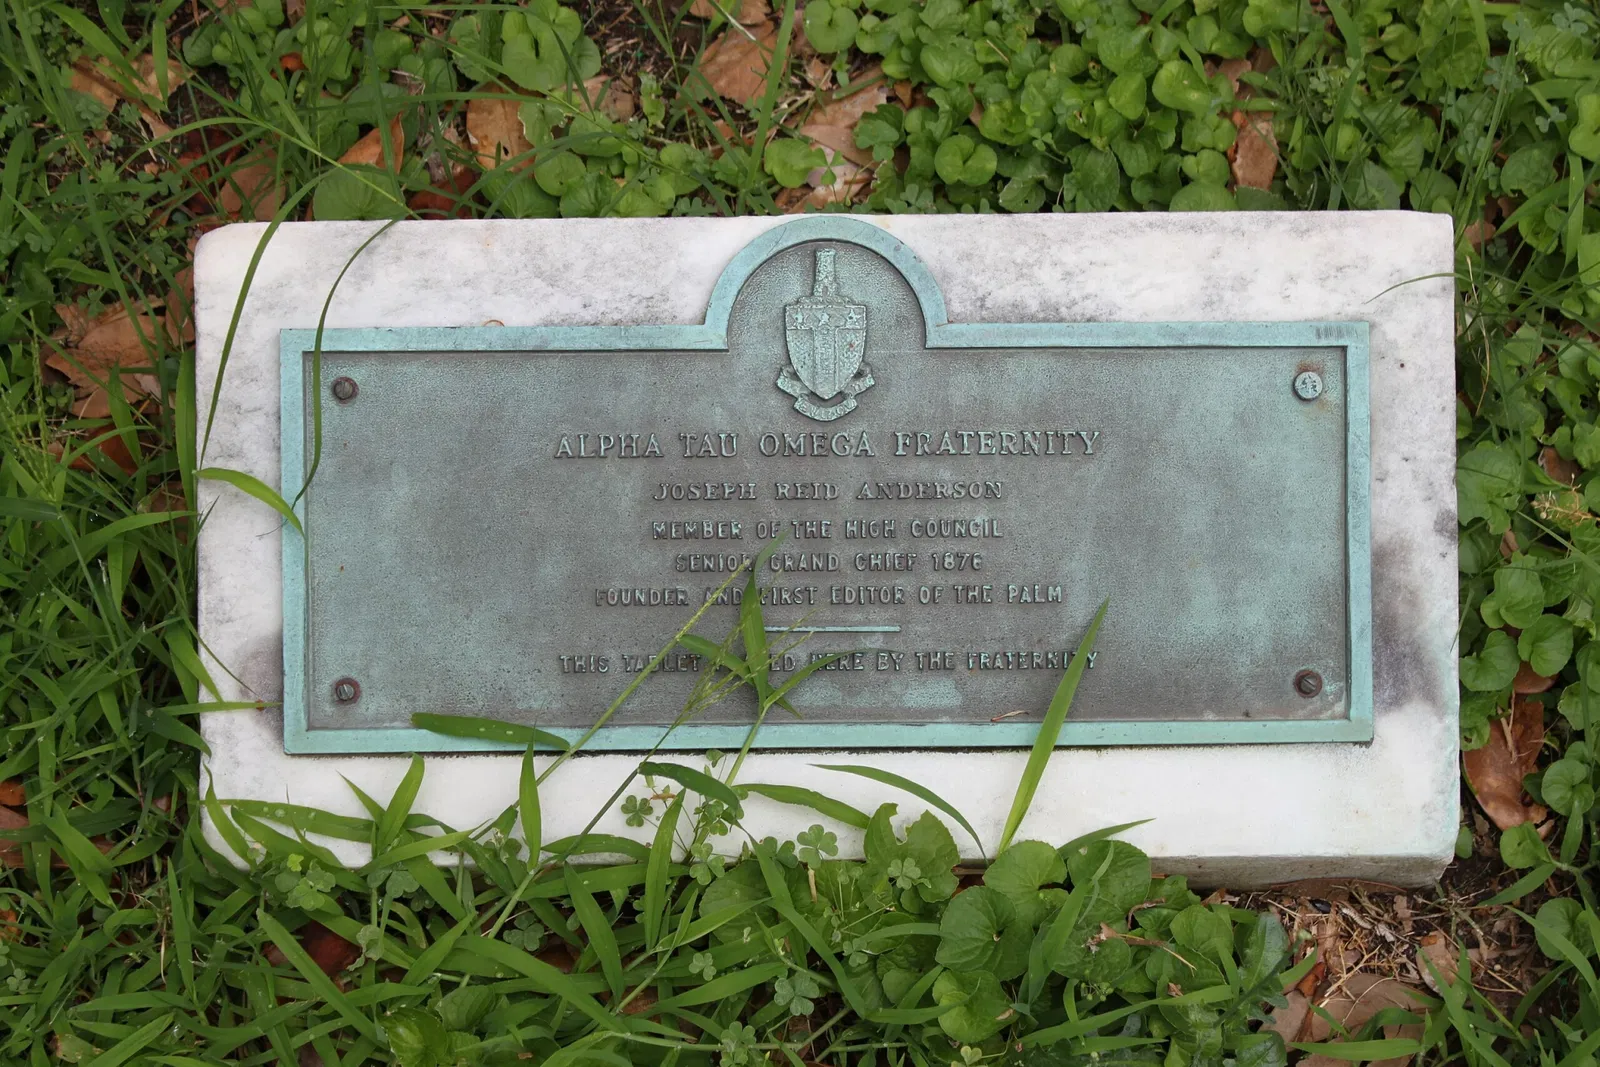 ALPHA TAU OMEGA FRATERNITY
JOSEPH REID ANDERSON
MEMBER OF THE HIGH COUNCIL
SENIOR GRAND CHIEF 1876
FOUNDER AND FIRST EDITOR OF THE PALM
THIS TABLET HERE BY THE FRATERNITY